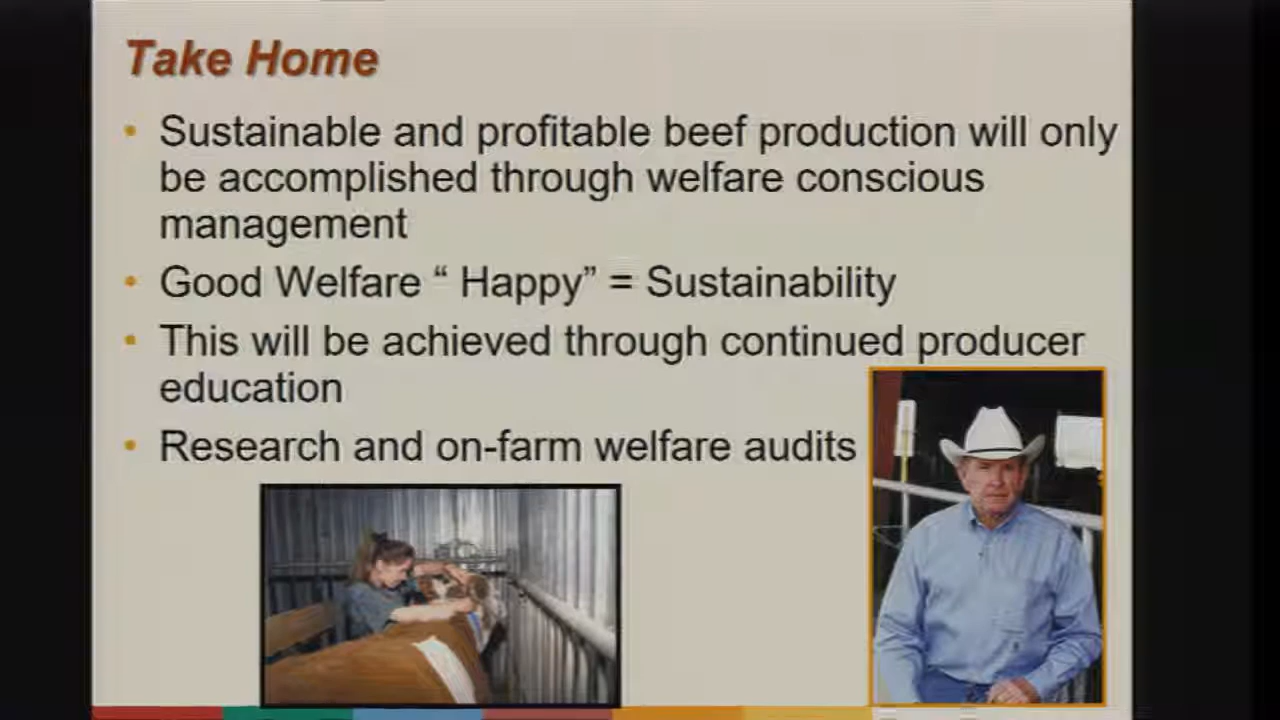 Take Home
• Sustainable and profitable beef production will only
be accomplished through welfare conscious
management
• Good Welfare “ Happy” = Sustainability
• This will be achieved through continued producer
education
• Research and on-farm welfare audits